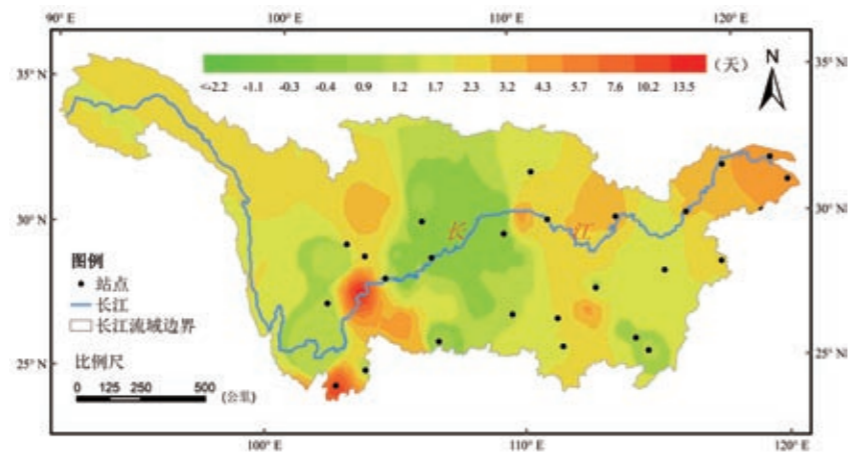 90° E 100° E 110° E 120° E
35° N 35° N
N
(天)
<-2.2 -1.1 -0.3 -0.4 0.9 1.2 1.7 2.3 3.2 4.3 5.7 7.6 10.2 13.5
30° N 30° N
长 江
图例
站点
长江
长江流域边界
25° N 25° N
比例尺
0 125 250 500 (公里)
100° E 110° E 120° E